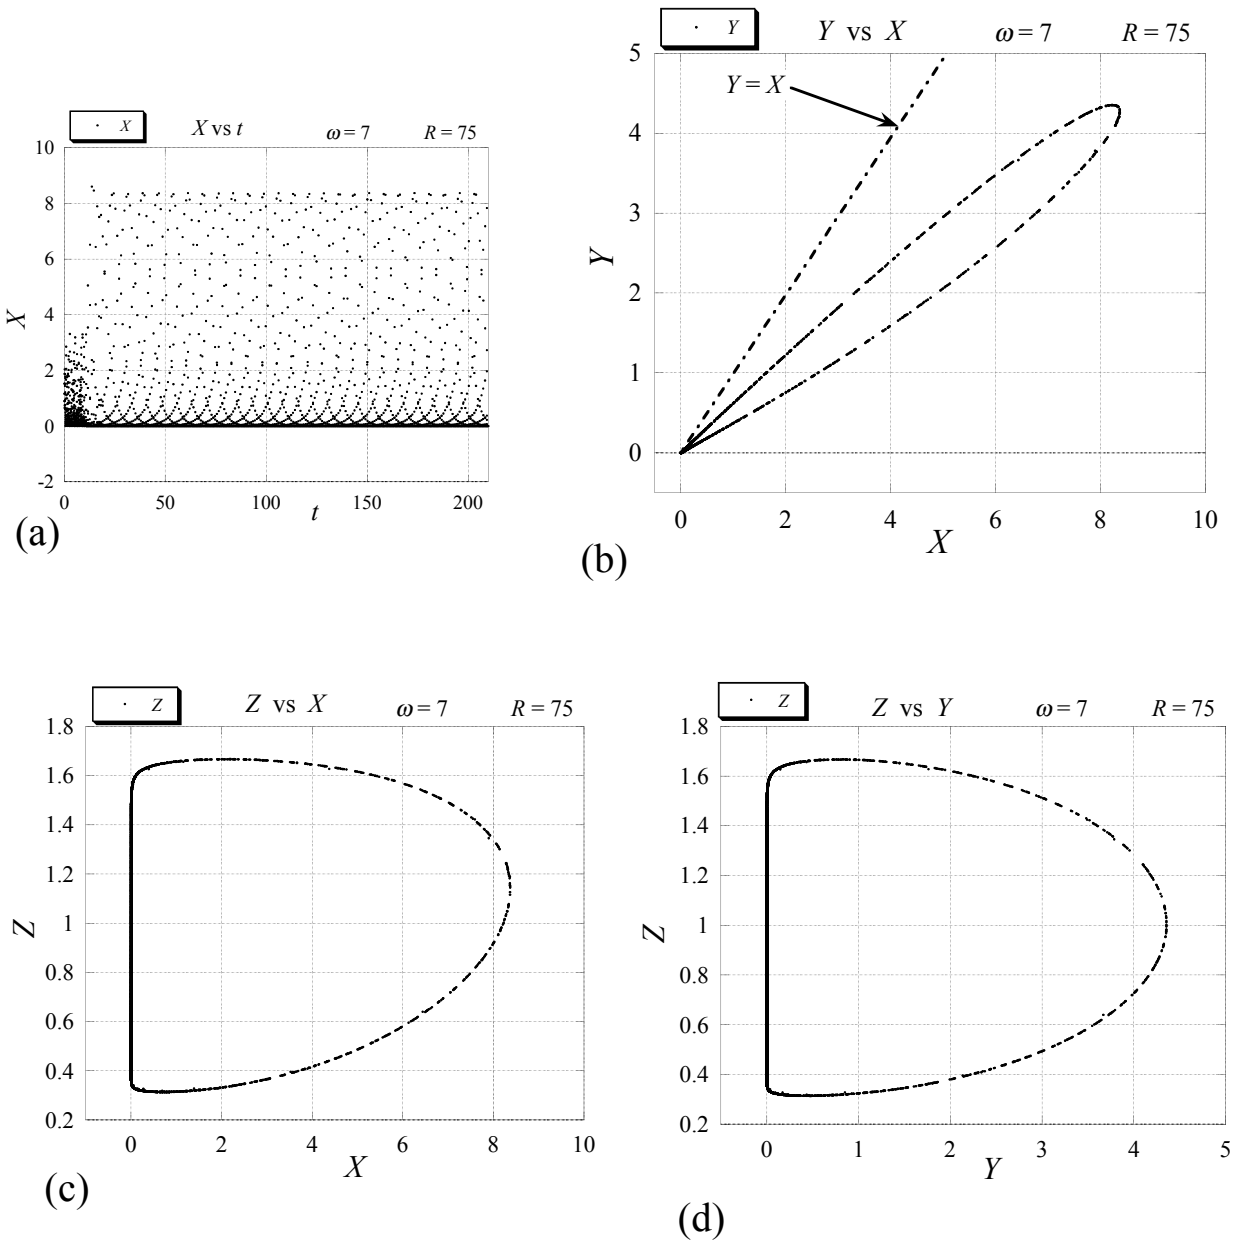 X
X vs t
ω = 7
R = 75
10
8
6
4
2
0
-2
X
0 50 100 150 200
t
(a)
Y
Y vs X
ω = 7
R = 75
Y = X
5
4
3
2
1
0
Y
0 2 4 6 8 10
X
(b)
Z
Z vs X
ω = 7
R = 75
1.8
1.6
1.4
1.2
1
0.8
0.6
0.4
0.2
Z
0 2 4 6 8 10
X
(c)
Z
Z vs Y
ω = 7
R = 75
1.8
1.6
1.4
1.2
1
0.8
0.6
0.4
0.2
Z
0 1 2 3 4 5
Y
(d)